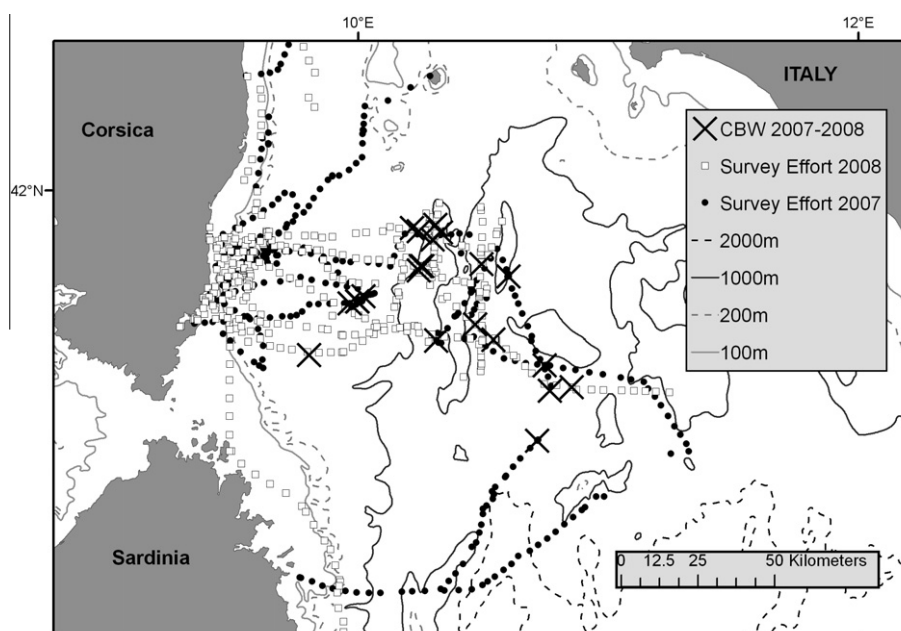 10°E
12°E
ITALY
Corsica
42°N
CBW 2007-2008
Survey Effort 2008
Survey Effort 2007
2000m
1000m
200m
100m
Sardinia
0 12.5 25 50 Kilometers